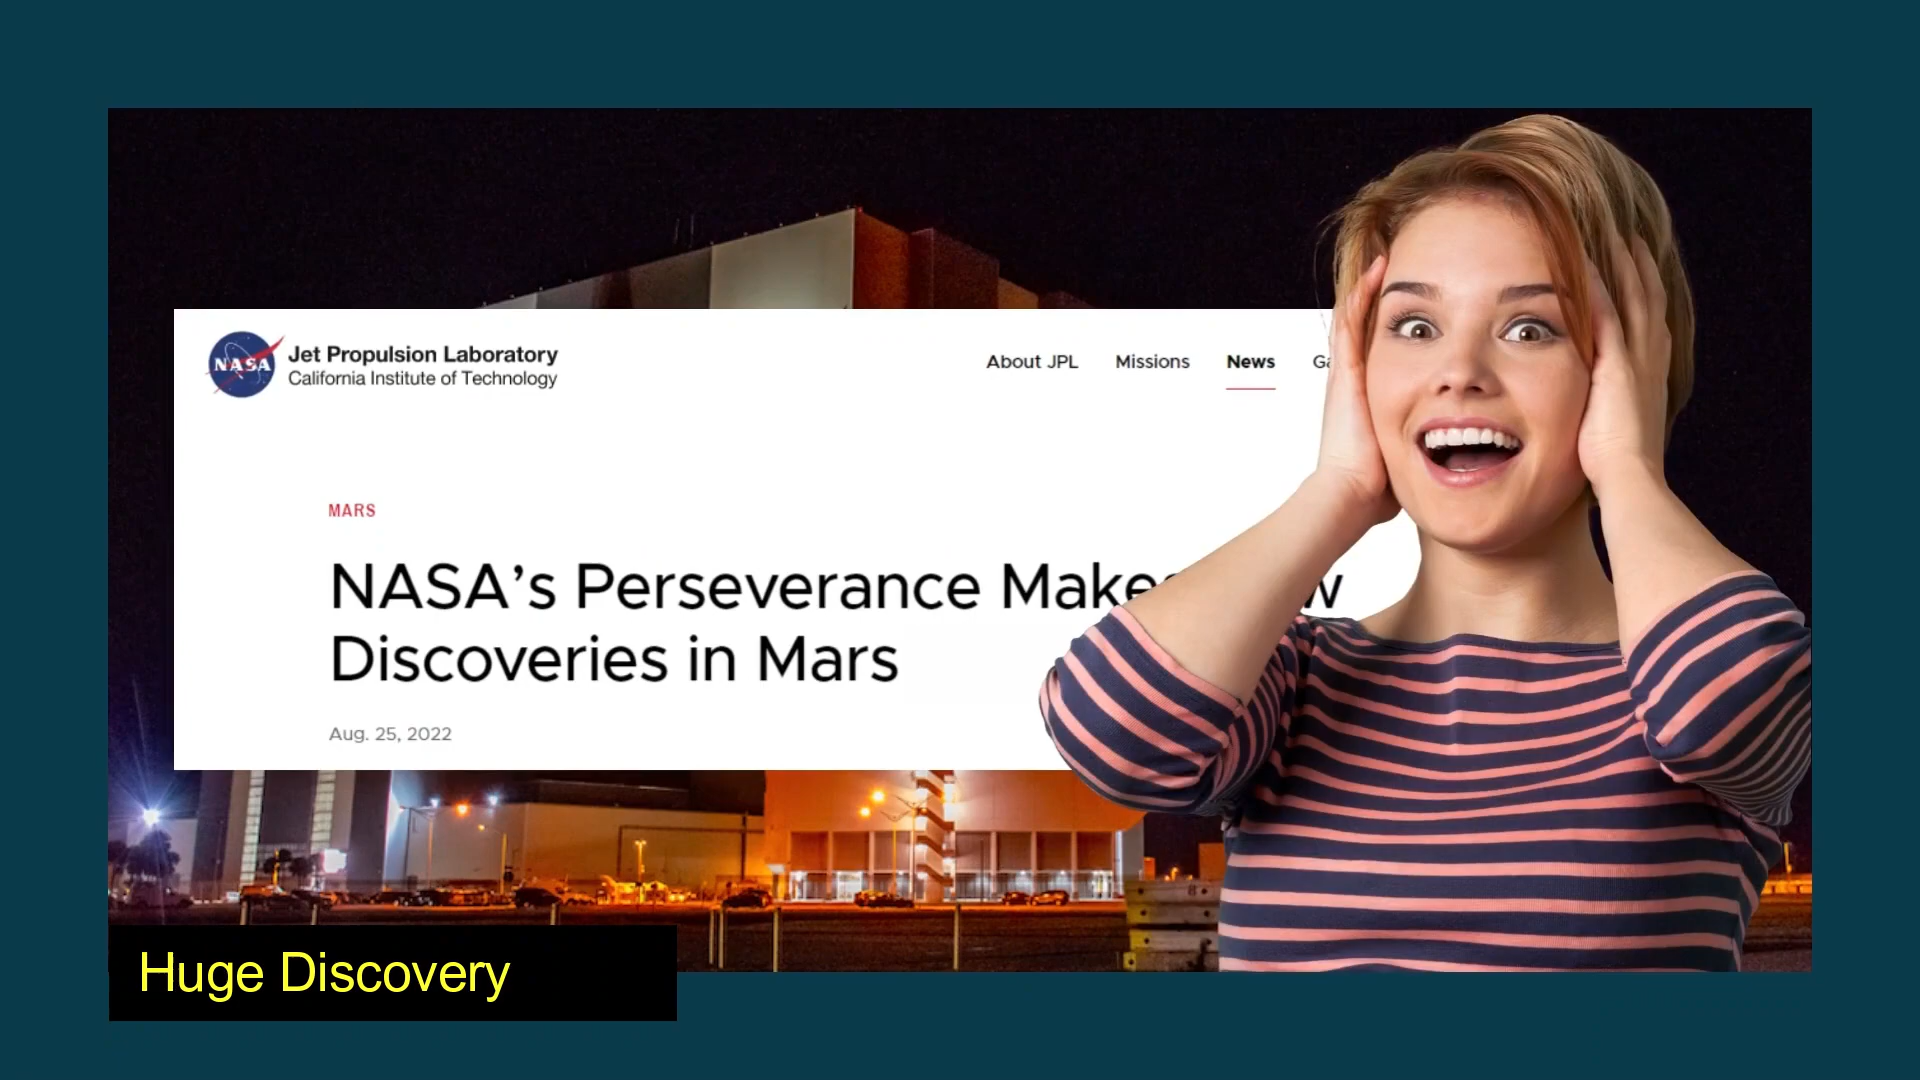 NASA
Jet Propulsion Laboratory
California Institute of Technology
About JPL Missions News
MARS
NASA’s Perseverance
Discoveries in Mars
Aug. 25, 2022
Huge Discovery